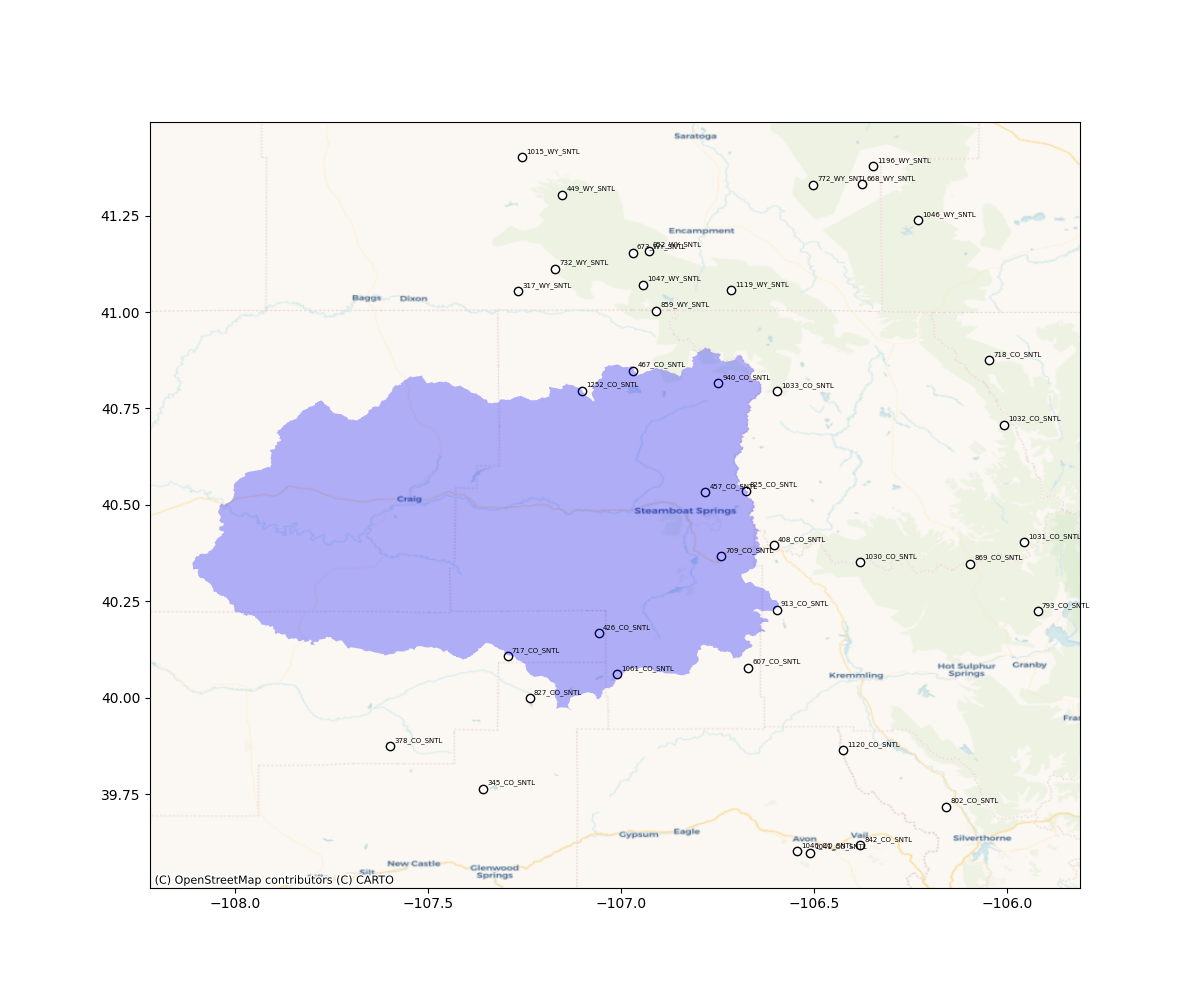 Saratoga
1015_WY_SNTL
1196_WY_SNTL
772_WY_SNTL
668_WY_SNTL
449_WY_SNTL
1046_WY_SNTL
Encampment
732_WY_SNTL
1047_WY_SNTL
317_WY_SNTL
1119_WY_SNTL
Baggs
Dixon
859_WY_SNTL
718_CO_SNTL
467_CO_SNTL
940_CO_SNTL
1252_CO_SNTL
1033_CO_SNTL
1032_CO_SNTL
457_CO_SNTL
825_CO_SNTL
Craig
Steamboat Springs
408_CO_SNTL
1031_CO_SNTL
709_CO_SNTL
1030_CO_SNTL
869_CO_SNTL
913_CO_SNTL
793_CO_SNTL
426_CO_SNTL
717_CO_SNTL
1061_CO_SNTL
607_CO_SNTL
Kremmling
Hot Sulphur
Springs
Granby
827_CO_SNTL
Fra
378_CO_SNTL
1120_CO_SNTL
345_CO_SNTL
802_CO_SNTL
Gypsum
Eagle
Avon
Vail
842_CO_SNTL
Silverthorne
New Castle
Silt
Glenwood
Springs
(C) OpenStreetMap contributors (C) CARTO
41.25
41.00
40.75
40.50
40.25
40.00
39.75
−108.0
−107.5
−107.0
−106.5
−106.0